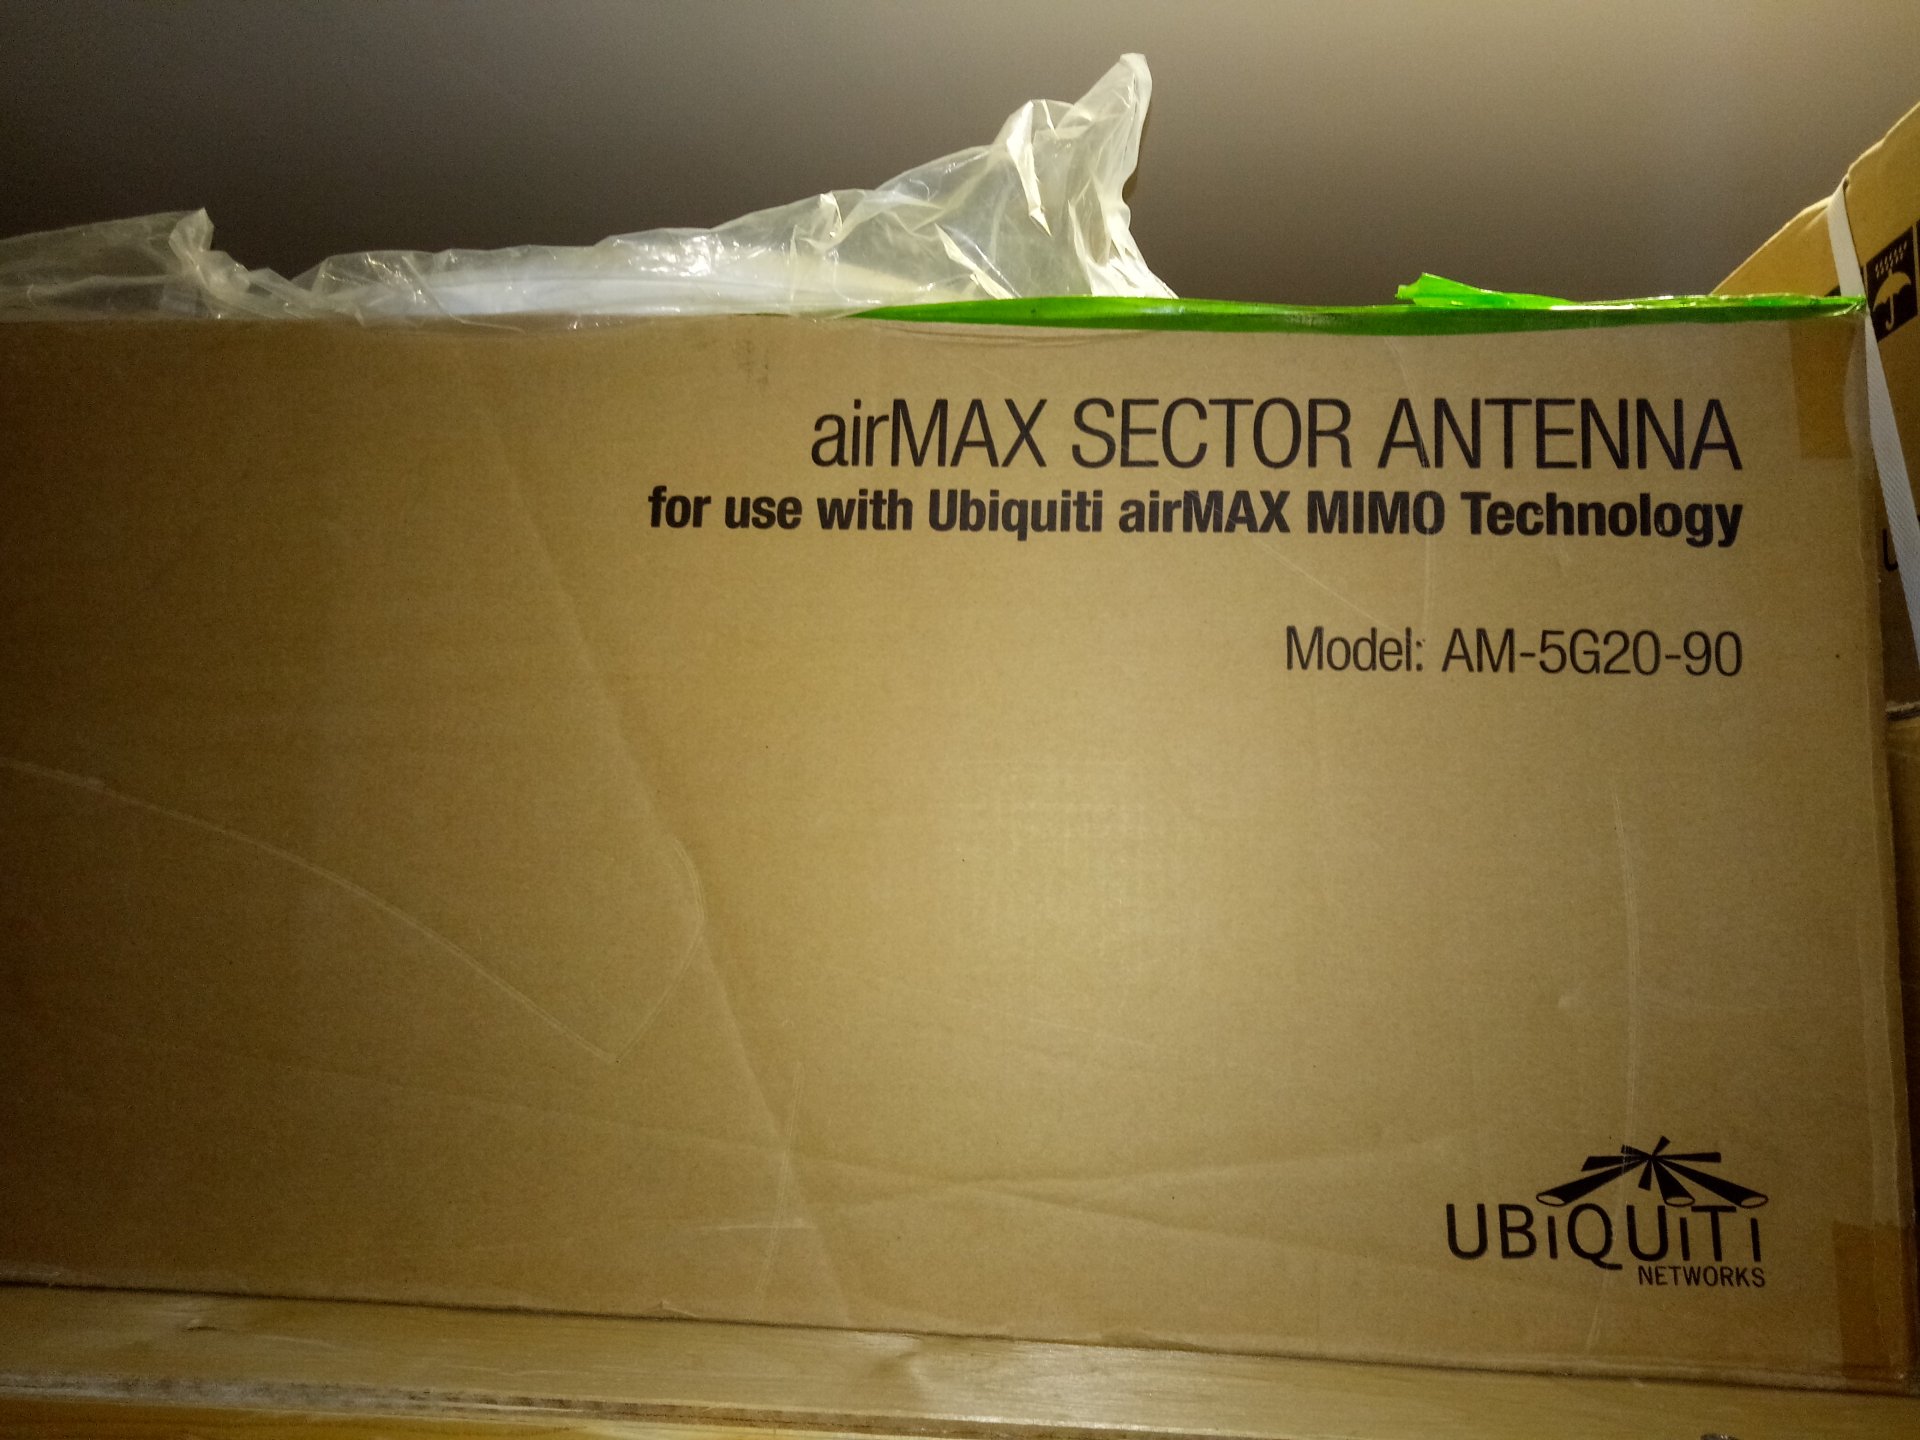 airMAX SECTOR ANTENNA
for use with Ubiquiti airMAX MIMO Technology
Model: AM-5G20-90
UBiQUiTi
NETWORKS